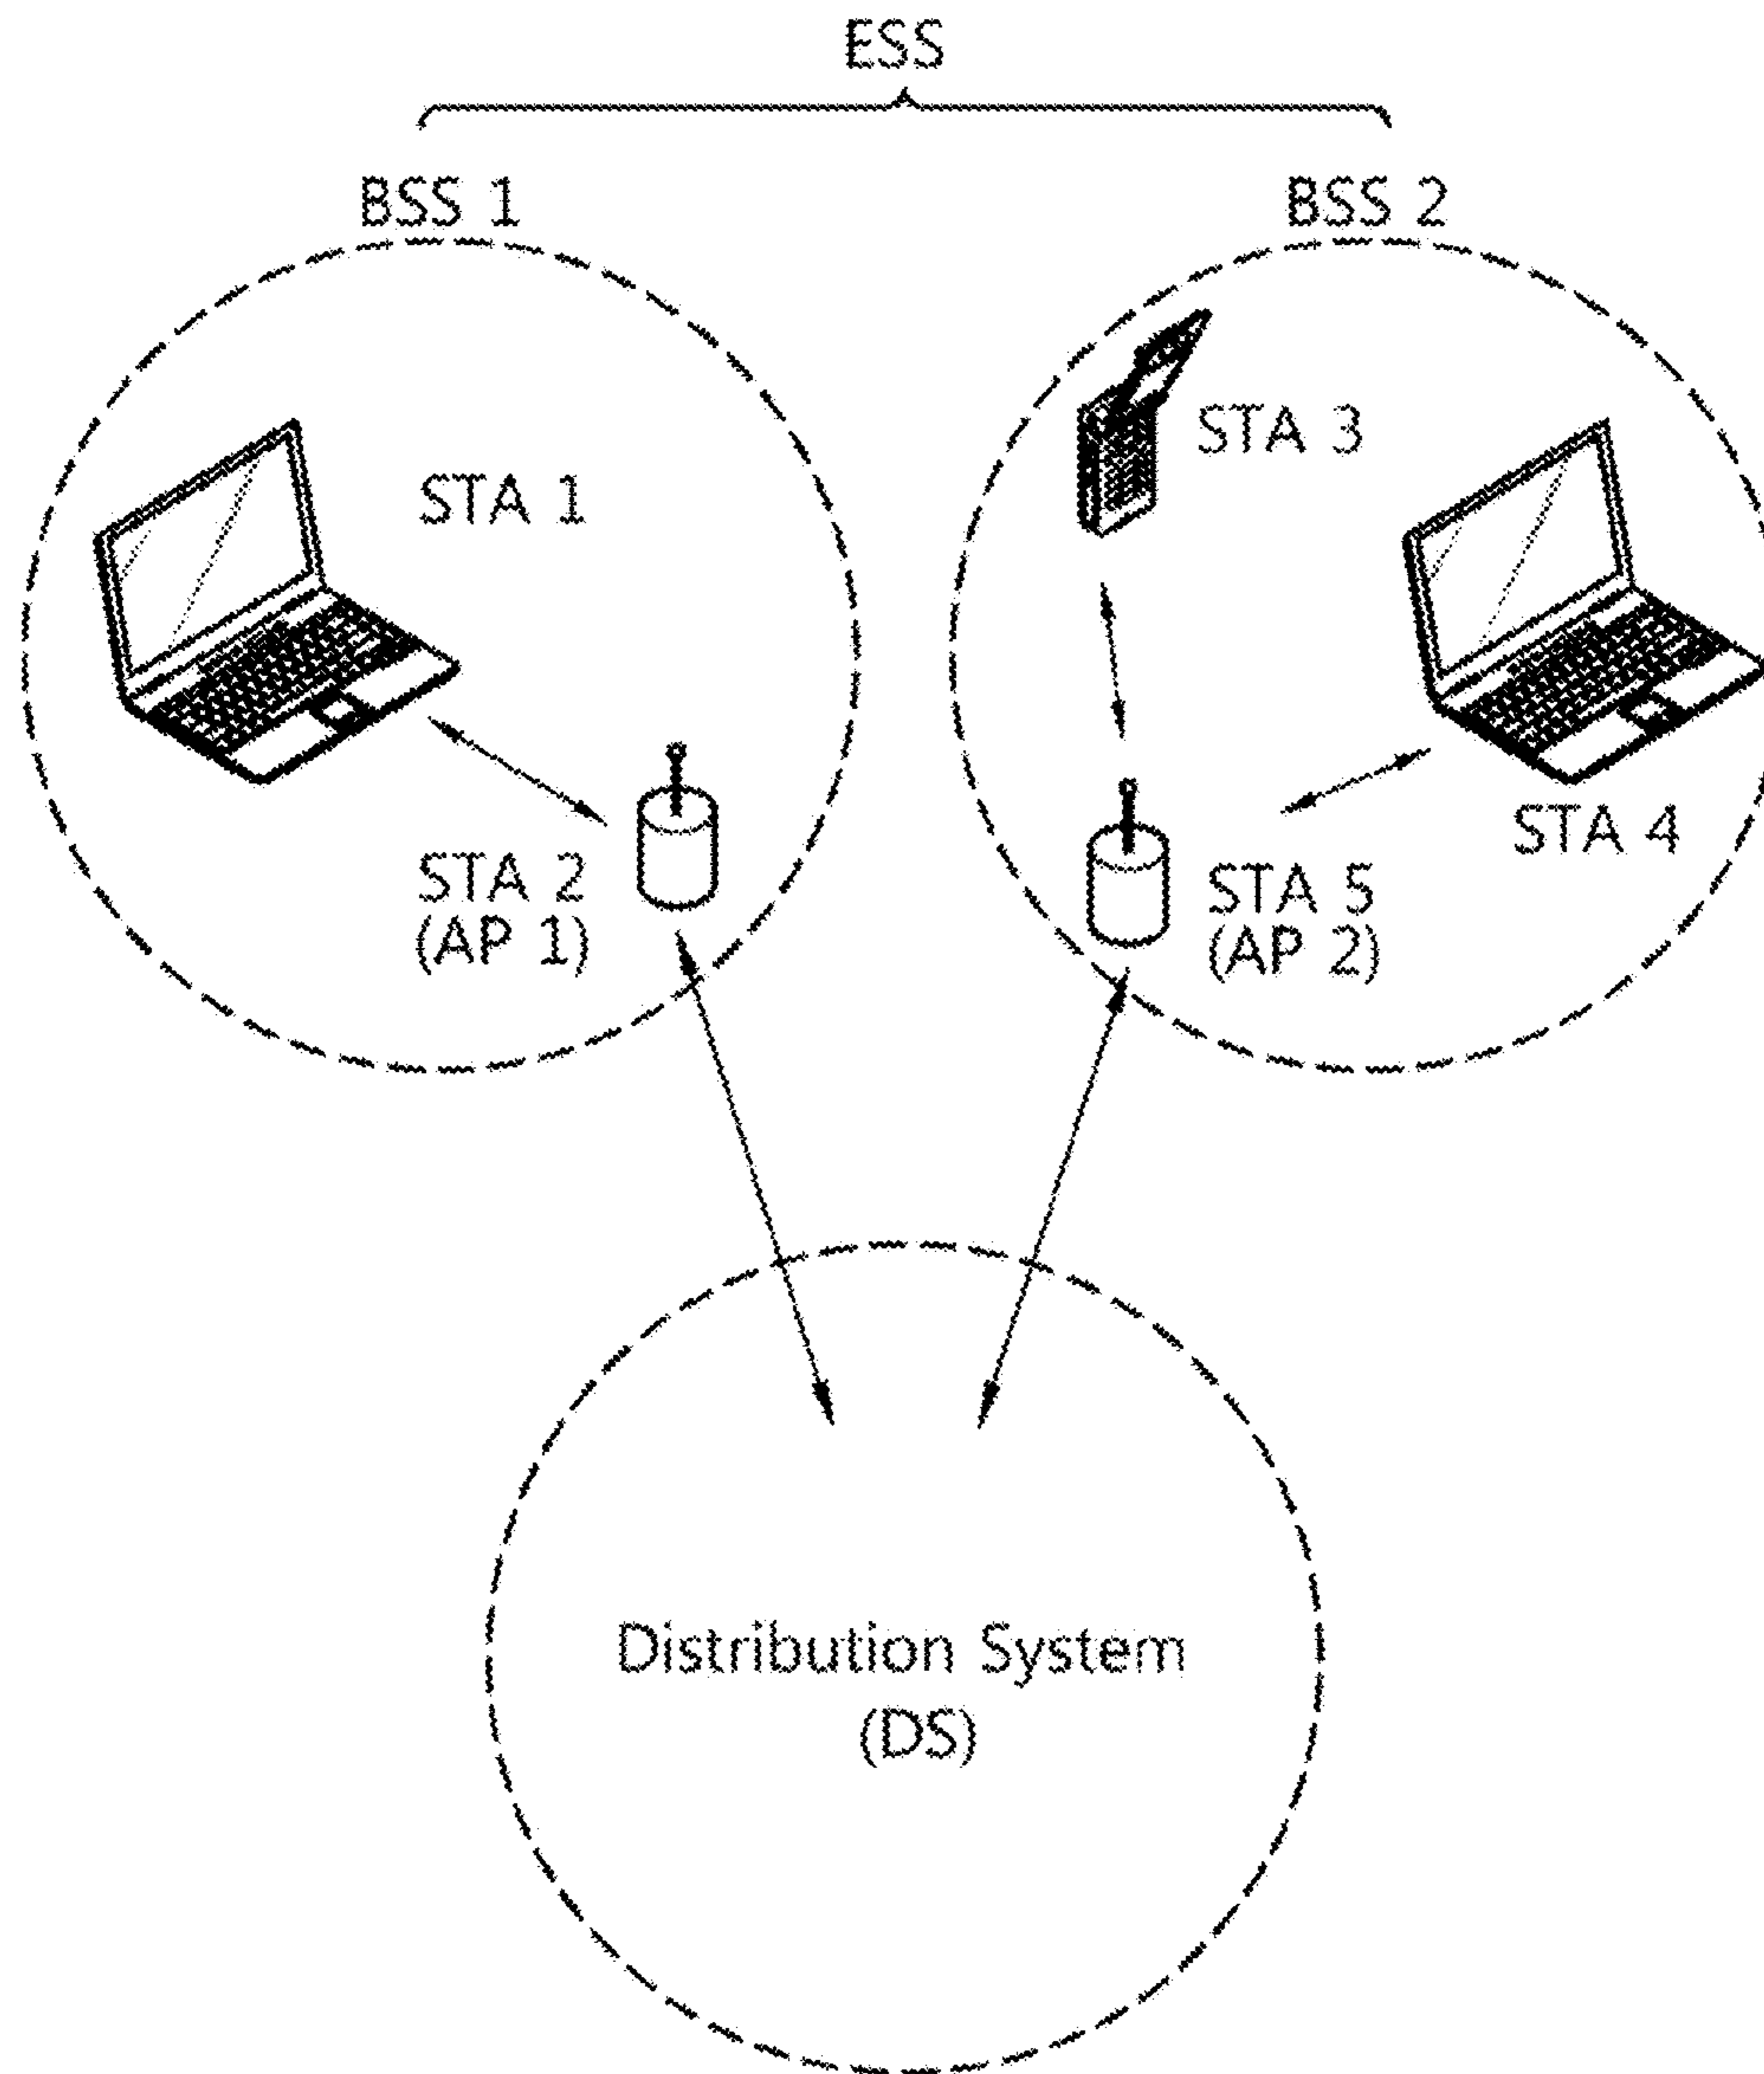 ESS
BSS 1
BSS 2
STA 1
STA 2
(AP 1)
STA 3
STA 4
STA 5
(AP 2)
Distribution System
(DS)